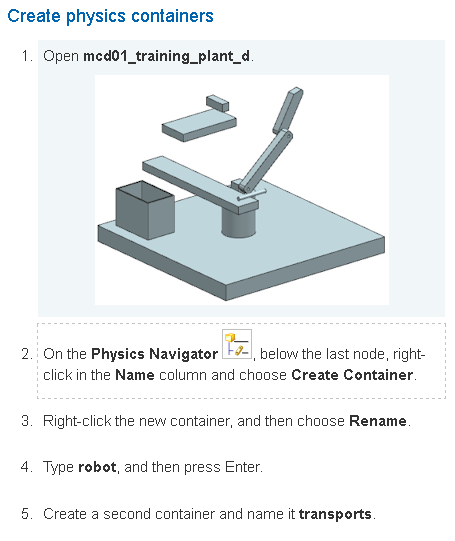 Create physics containers
1. Open mcd01_training_plant_d.
2. On the Physics Navigator , below the last node, right-
click in the Name column and choose Create Container.
3. Right-click the new container, and then choose Rename.
4. Type robot, and then press Enter.
5. Create a second container and name it transports.